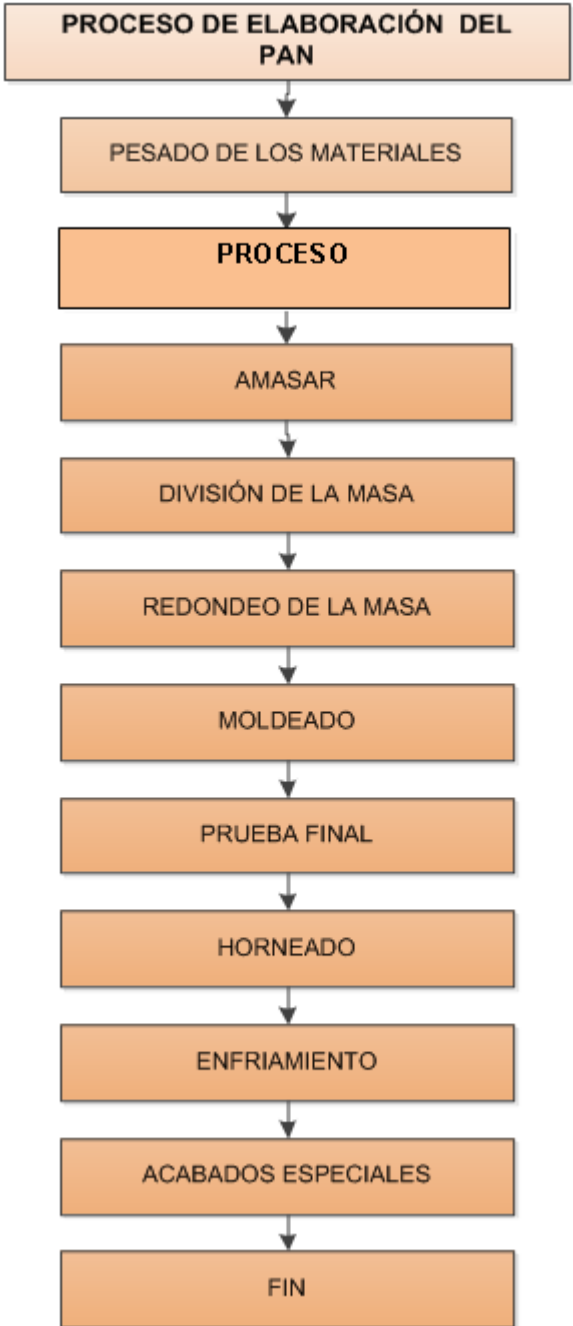 PROCESO DE ELABORACIÓN DEL
PAN
PESADO DE LOS MATERIALES
PROCESO
AMASAR
DIVISIÓN DE LA MASA
REDONDEO DE LA MASA
MOLDEADO
PRUEBA FINAL
HORNEADO
ENFRIAMIENTO
ACABADOS ESPECIALES
FIN